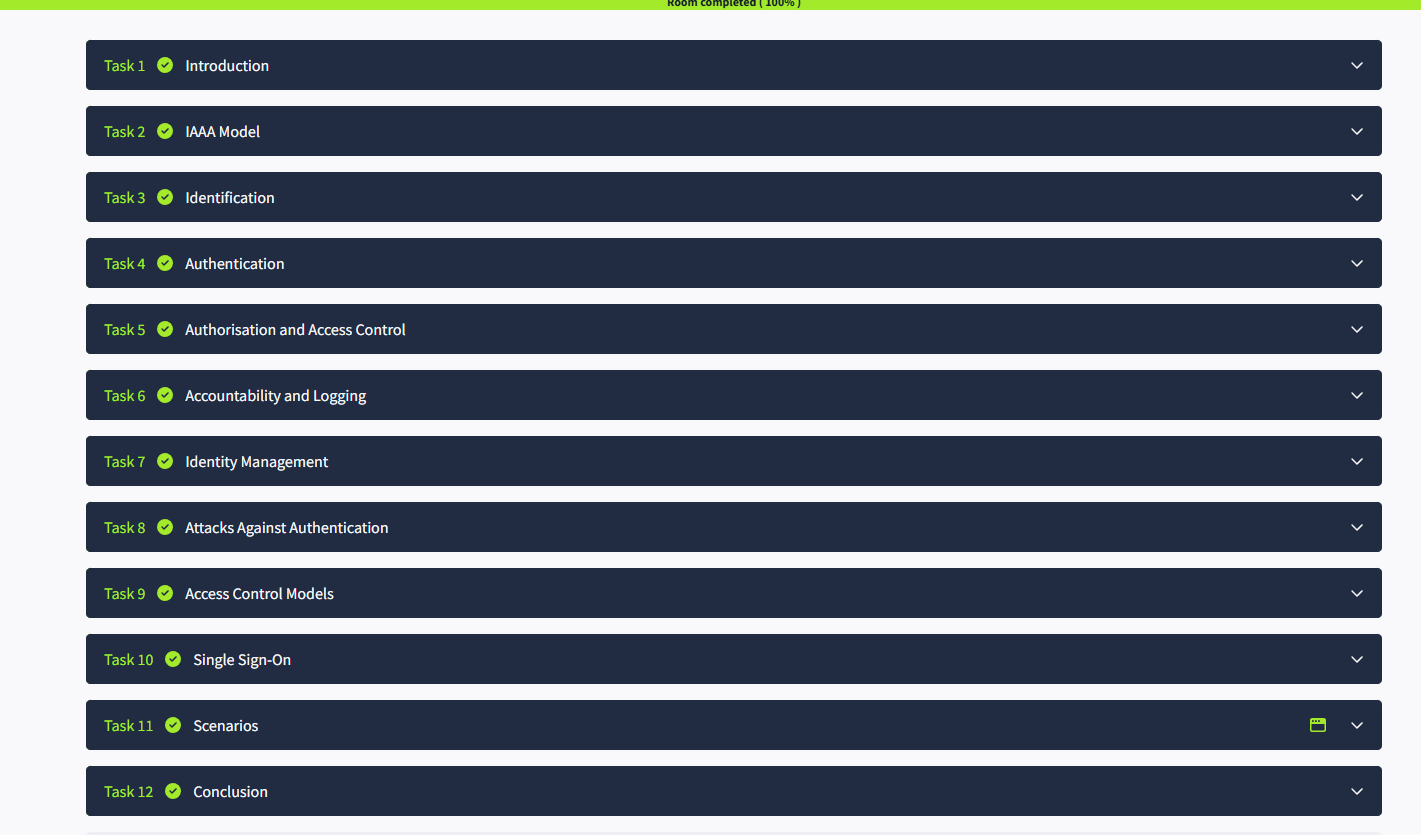 Room completed ( 100% )
Task 1 Introduction
Task 2 IAAA Model
Task 3 Identification
Task 4 Authentication
Task 5 Authorisation and Access Control
Task 6 Accountability and Logging
Task 7 Identity Management
Task 8 Attacks Against Authentication
Task 9 Access Control Models
Task 10 Single Sign-On
Task 11 Scenarios
Task 12 Conclusion